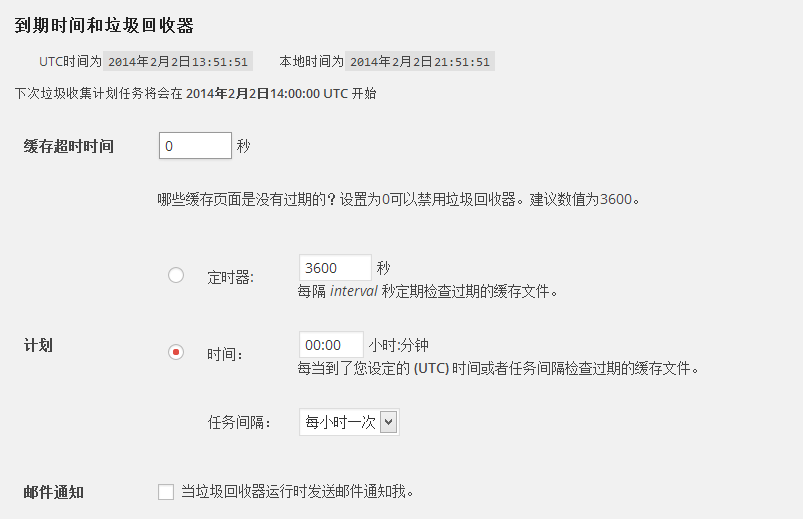 到期时间和垃圾回收器
UTC时间为 2014年2月2日13:51:51 本地时间为 2014年2月2日21:51:51
下次垃圾收集计划任务将会在 2014年2月2日14:00:00 UTC 开始
缓存超时时间 0 秒
哪些缓存页面是没有过期的？设置为0可以禁用垃圾回收器。建议数值为3600。
定时器: 3600 秒
每隔 interval 秒定期检查过期的缓存文件。
计划 时间： 00:00 小时:分钟
每当到了您设定的 (UTC) 时间或者任务间隔检查过期的缓存文件。
任务间隔： 每小时一次
邮件通知 当垃圾回收器运行时发送邮件通知我。